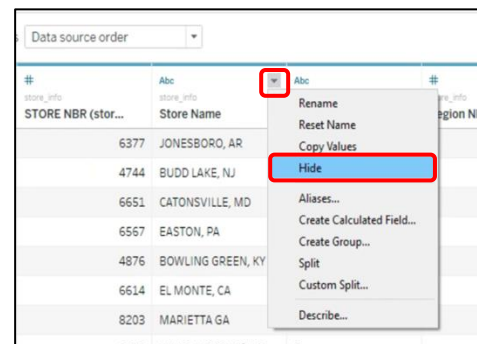 Data source order
#
store_info
STORE NBR (stor...
Abc
store_info
Store Name
Abc
#
re_info
egion N
6377 JONESBORO, AR
4744 BUDD LAKE, NJ
6651 CATONSVILLE, MD
6567 EASTON, PA
4876 BOWLING GREEN, KY
6614 EL MONTE, CA
8203 MARIETTA GA
Rename
Reset Name
Copy Values
Hide
Aliases...
Create Calculated Field...
Create Group...
Split
Custom Split...
Describe...